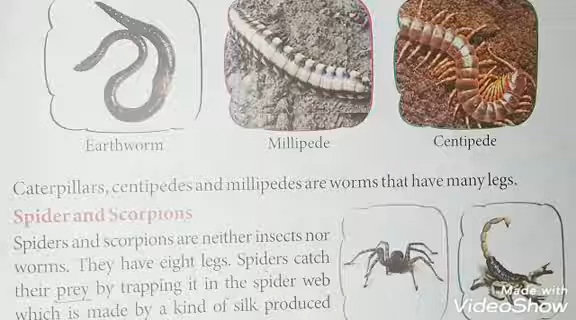 Earthworm
Millipede
Centipede
Caterpillars, centipedes and millipedes are worms that have many legs.
Spider and Scorpions
Spiders and scorpions are neither insects nor
worms. They have eight legs. Spiders catch
their prey by trapping it in the spider web
which is made by a kind of silk produced
Made with
VideoShow